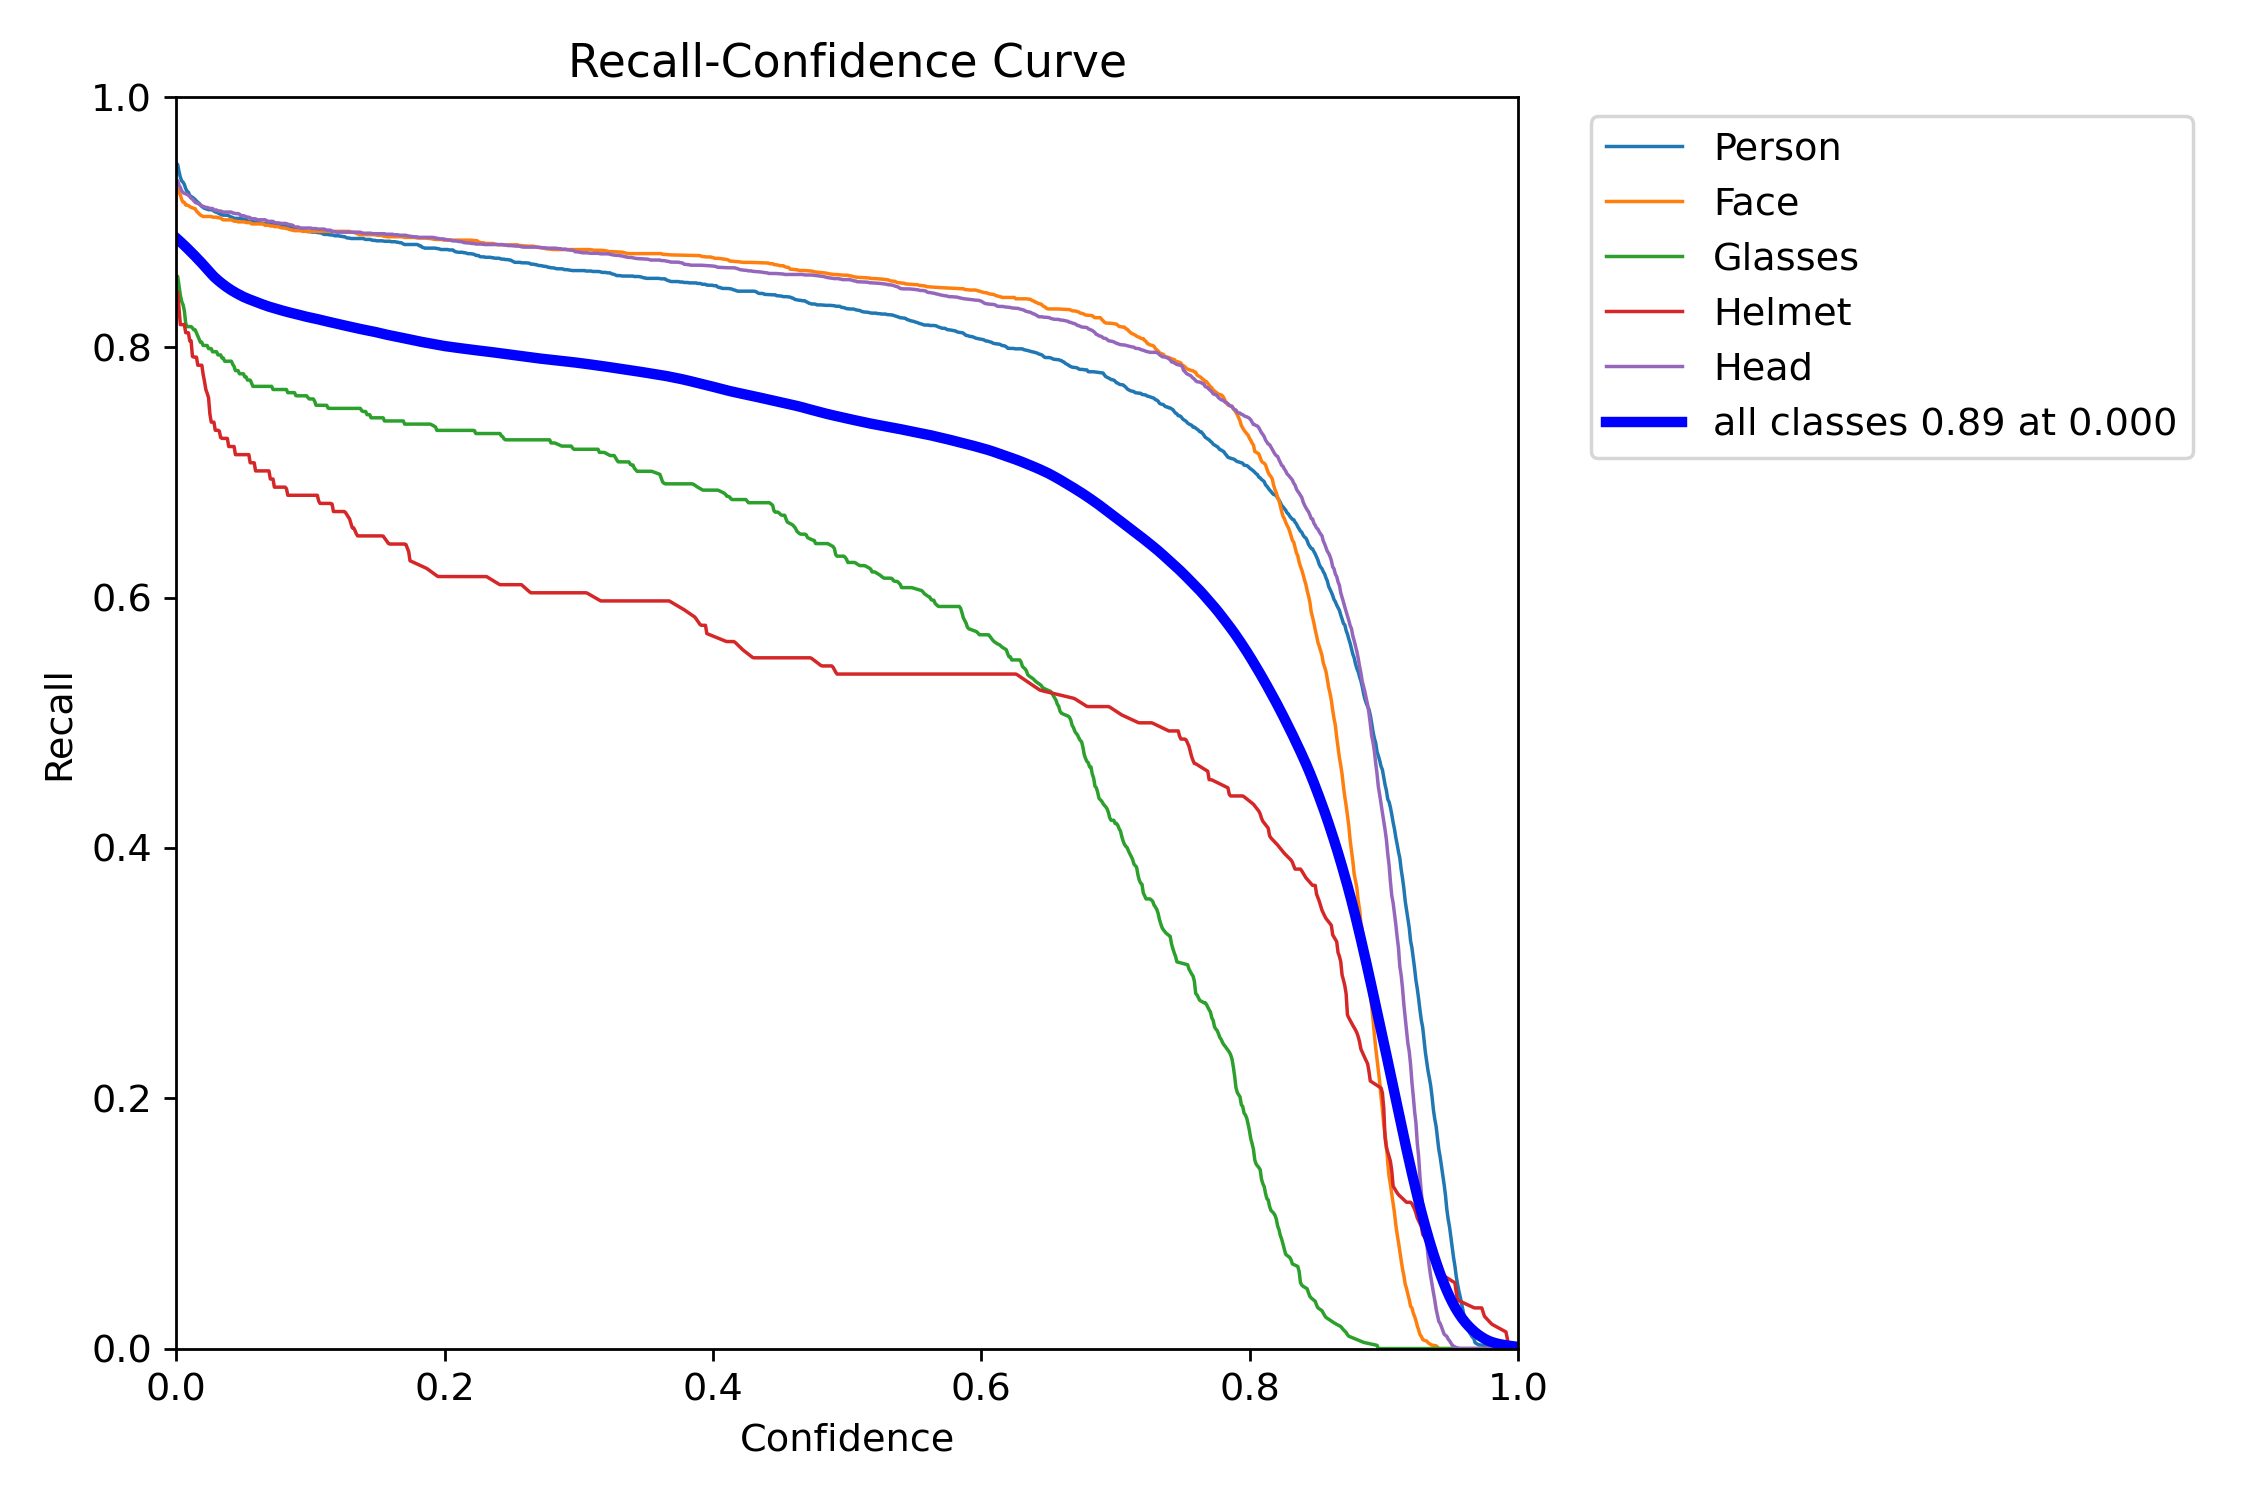 Recall-Confidence Curve
1.0
0.8
0.6
0.4
0.2
0.0
Recall
0.0 0.2 0.4 0.6 0.8 1.0
Confidence
Person
Face
Glasses
Helmet
Head
all classes 0.89 at 0.000